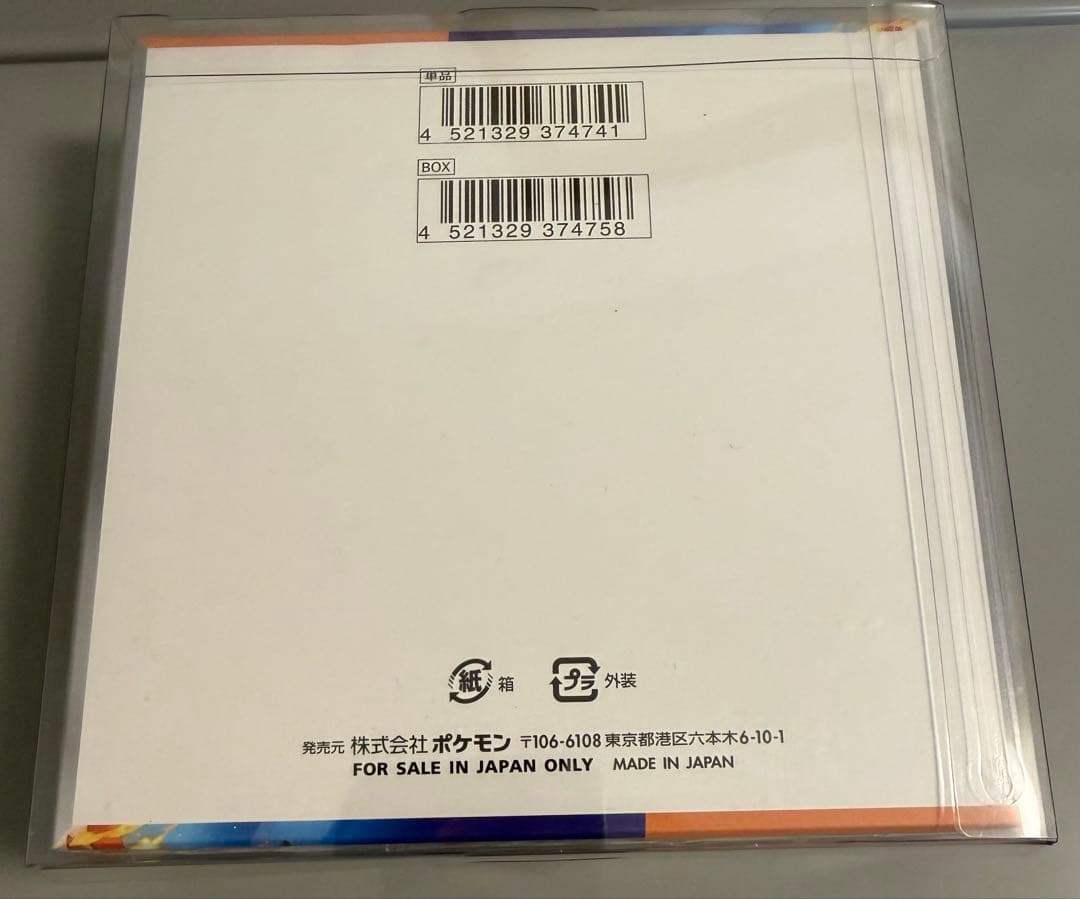 単品
4 521329 374741
BOX
4 521329 374758
紙 箱
プラ 外装
発売元 株式会社ポケモン 〒106-6108 東京都港区六本木6-10-1
FOR SALE IN JAPAN ONLY MADE IN JAPAN